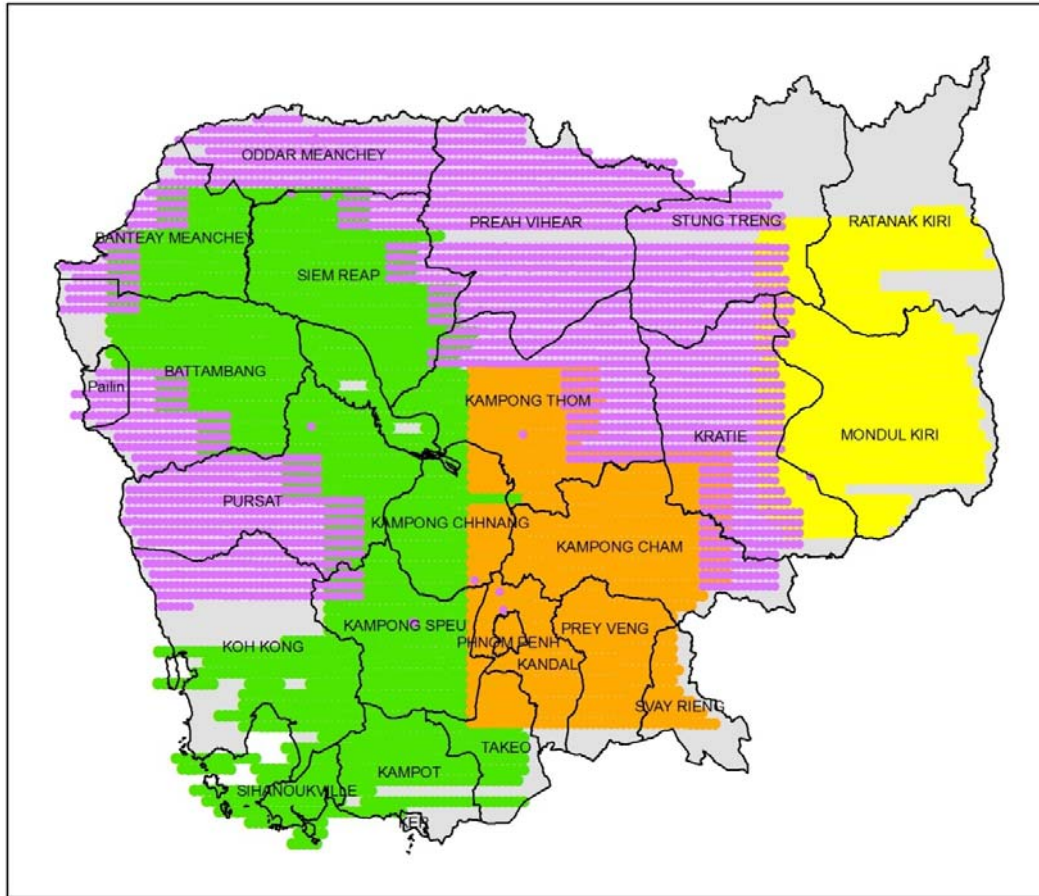 ODDAR MEANCHEY
PREAH VIHEAR
STUNG TRENG
RATANAK KIRI
BANTEAY MEANCHEY
SIEM REAP
BATTAMBANG
Pailin
KAMPONG THOM
KRATIE
MONDUL KIRI
PURSAT
KAMPONG CHHNANG
KAMPONG CHAM
KAMPONG SPEU
PREY VENG
KOH KONG
PHNOM PENH
KANDAL
SVAY RIENG
TAKEO
KAMPOT
SIHANOUKVILLE
KEP